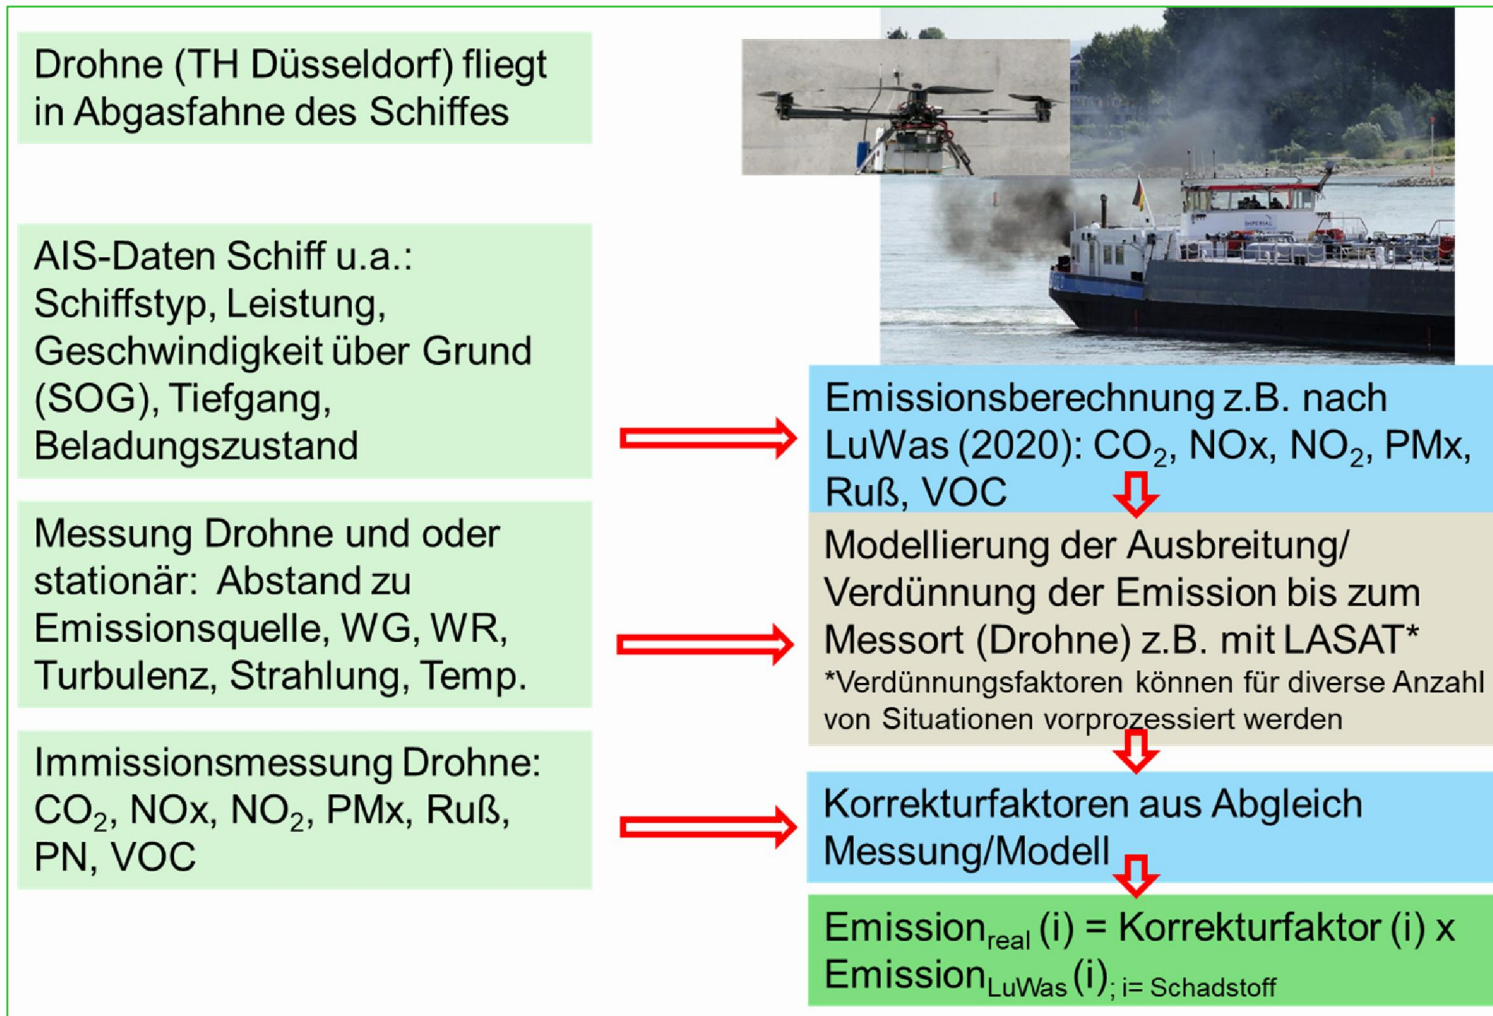 Drohne (TH Düsseldorf) fliegt
in Abgasfahne des Schiffes
IMPERIAL
AIS-Daten Schiff u.a.:
Schiffstyp, Leistung,
Geschwindigkeit über Grund
(SOG), Tiefgang,
Beladungszustand
Emissionsberechnung z.B. nach
LuWas (2020): CO₂, NOx, NO₂, PMx,
Ruß, VOC
Messung Drohne und oder
stationär: Abstand zu
Emissionsquelle, WG, WR,
Turbulenz, Strahlung, Temp.
Modellierung der Ausbreitung/
Verdünnung der Emission bis zum
Messort (Drohne) z.B. mit LASAT*
*Verdünnungsfaktoren können für diverse Anzahl
von Situationen vorprozessiert werden
Immissionsmessung Drohne:
CO₂, NOx, NO₂, PMx, Ruß,
PN, VOC
Korrekturfaktoren aus Abgleich
Messung/Modell
Emission_real (i) = Korrekturfaktor (i) x
Emission_LuWas (i); i= Schadstoff